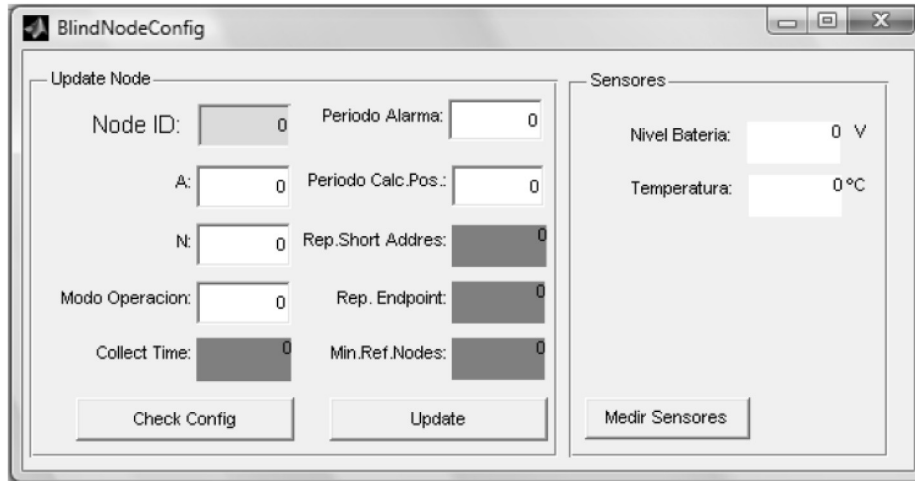 BlindNodeConfig
Update Node
Node ID: 0
Periodo Alarma: 0
A: 0
Periodo Calc.Pos.: 0
N: 0
Rep.Short Addres: 0
Modo Operacion: 0
Rep. Endpoint: 0
Collect Time: 0
Min.Ref.Nodes: 0
Check Config
Update
Sensores
Nivel Bateria: 0 V
Temperatura: 0 ºC
Medir Sensores